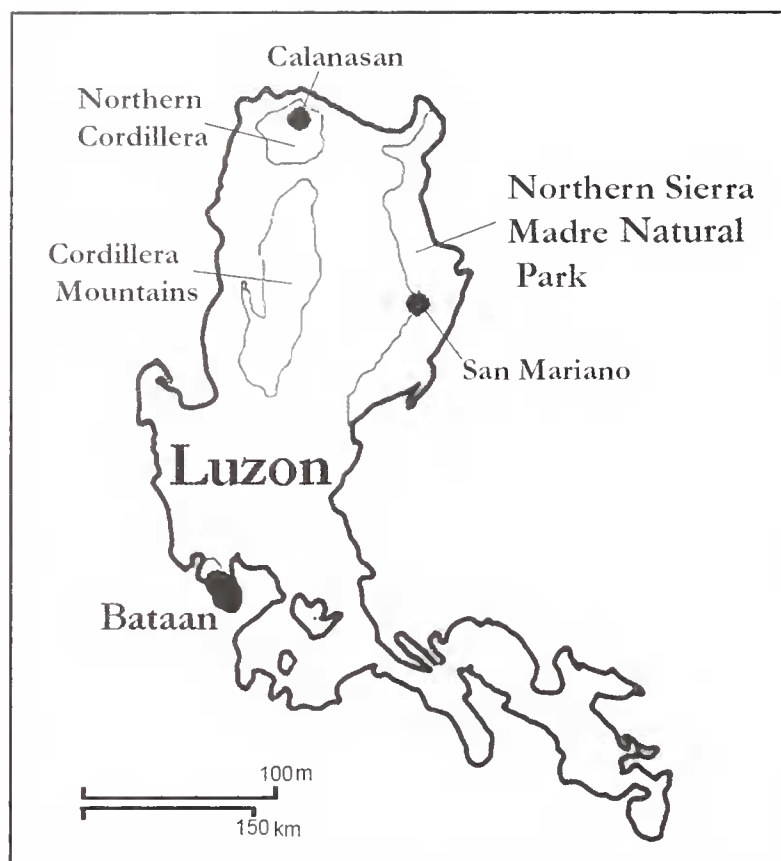 Calanasan
Northern
Cordillera
Northern Sierra
Madre Natural
Park
Cordillera
Mountains
San Mariano
Luzon
Bataan
100m
150 km